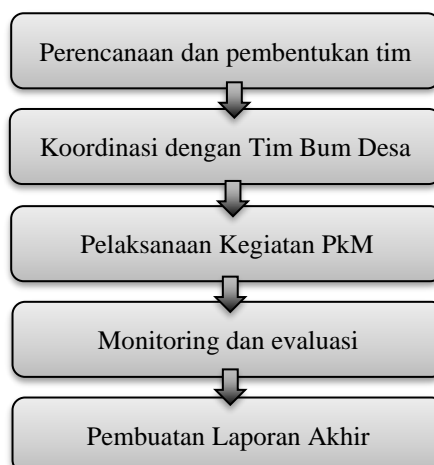 Perencanaan dan pembentukan tim
Koordinasi dengan Tim Bum Desa
Pelaksanaan Kegiatan PkM
Monitoring dan evaluasi
Pembuatan Laporan Akhir